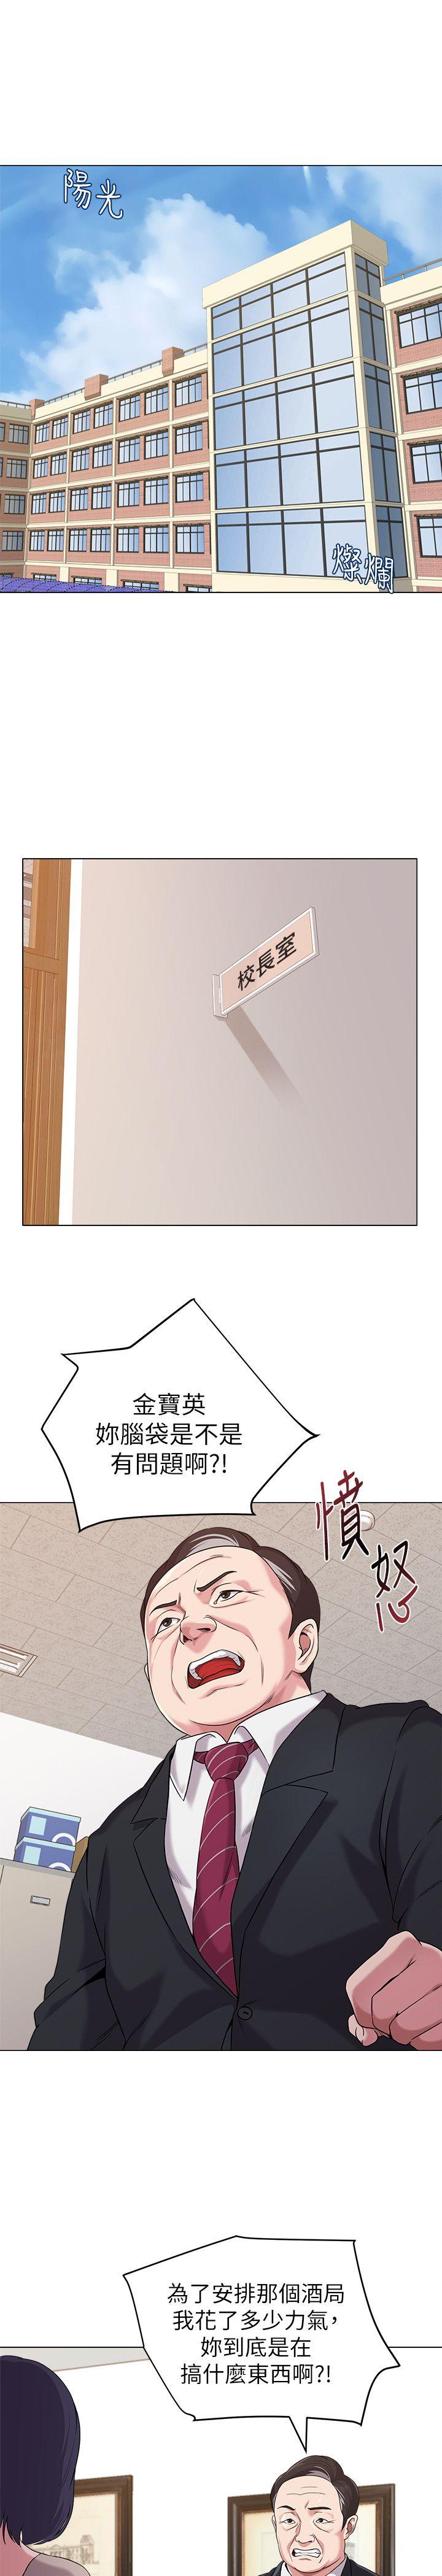 陽光
燦爛
校長室
金寶英
妳腦袋是不是
有問題啊?!
憤怒
為了安排那個酒局
我花了多少力氣，
妳到底是在
搞什麼東西啊?!